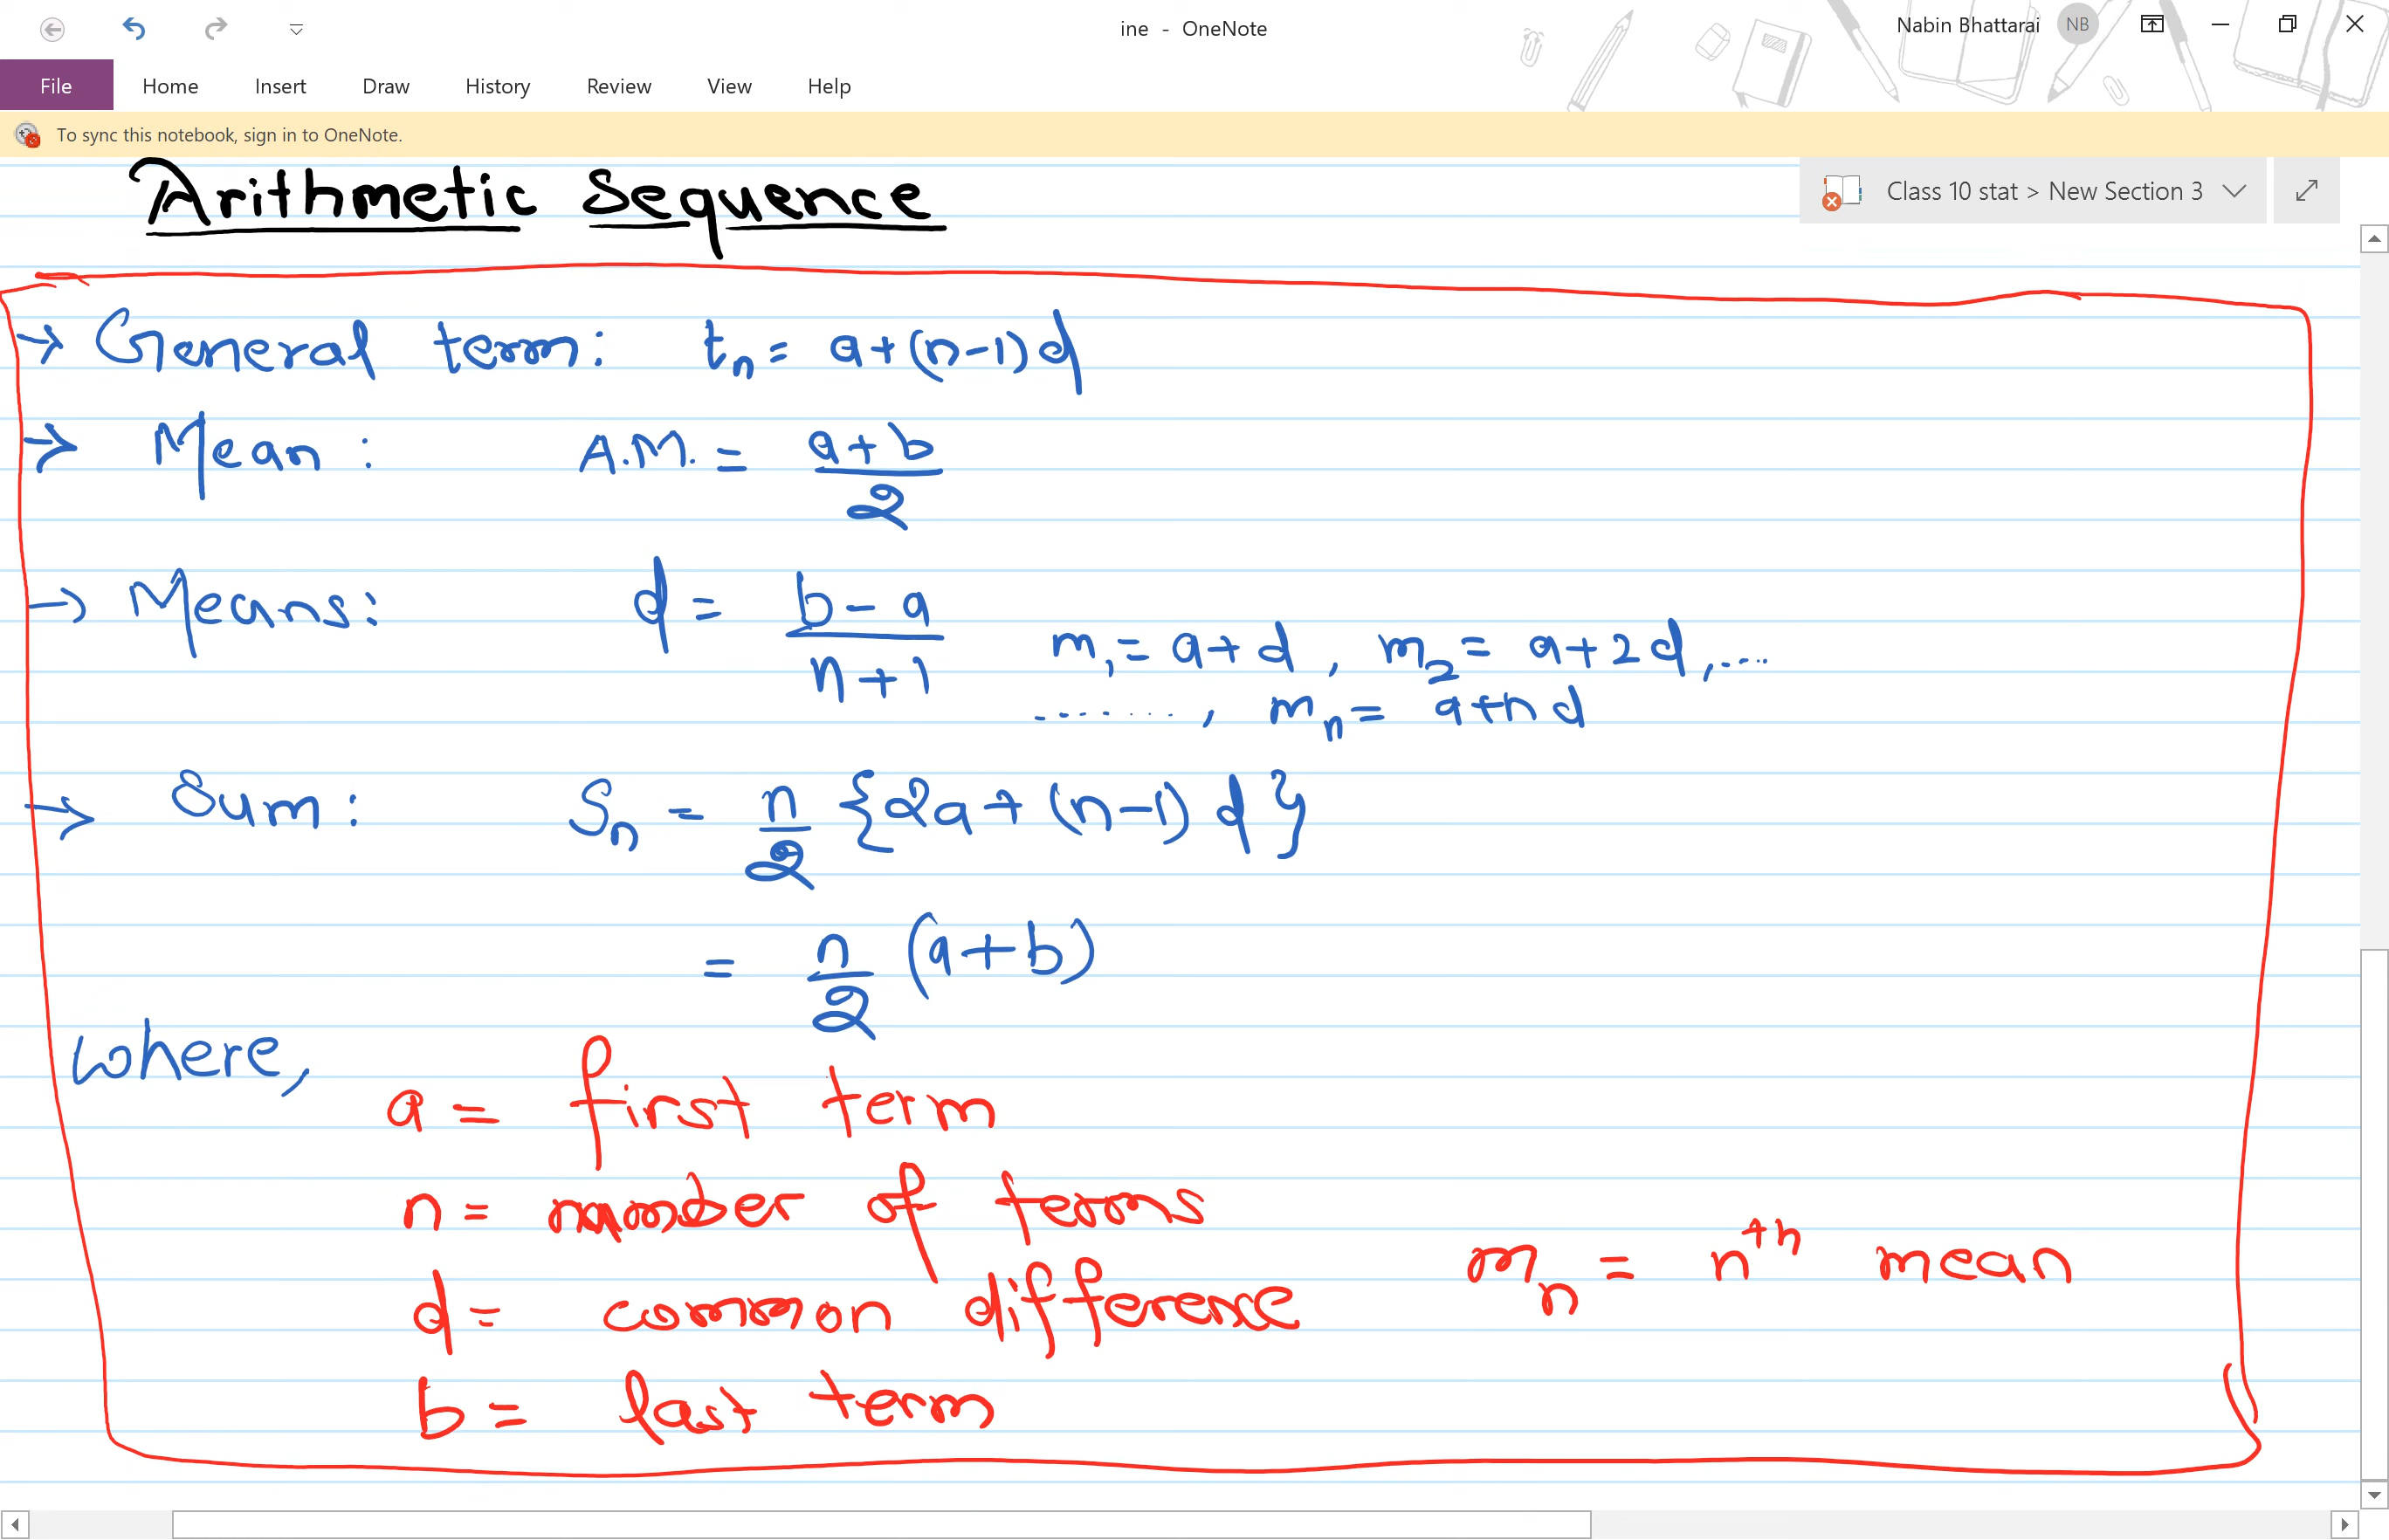 ine - OneNote
Nabin Bhattarai NB
File Home Insert Draw History Review View Help
To sync this notebook, sign in to OneNote.
Class 10 stat > New Section 3
Arithmetic Sequence
→ General term: tₙ = a+(n-1)d
→ Mean: A.M. = (a+b)/2
→ Means: d = (b-a)/(n+1) m₁ = a+d, m₂ = a+2d, ....
........, mₙ = a+nd
→ Sum: Sₙ = n/2 {2a+(n-1)d}
= n/2 (a+b)
Where,
a = first term
n = number of terms
d = common difference
mₙ = nᵗʰ mean
b = last term